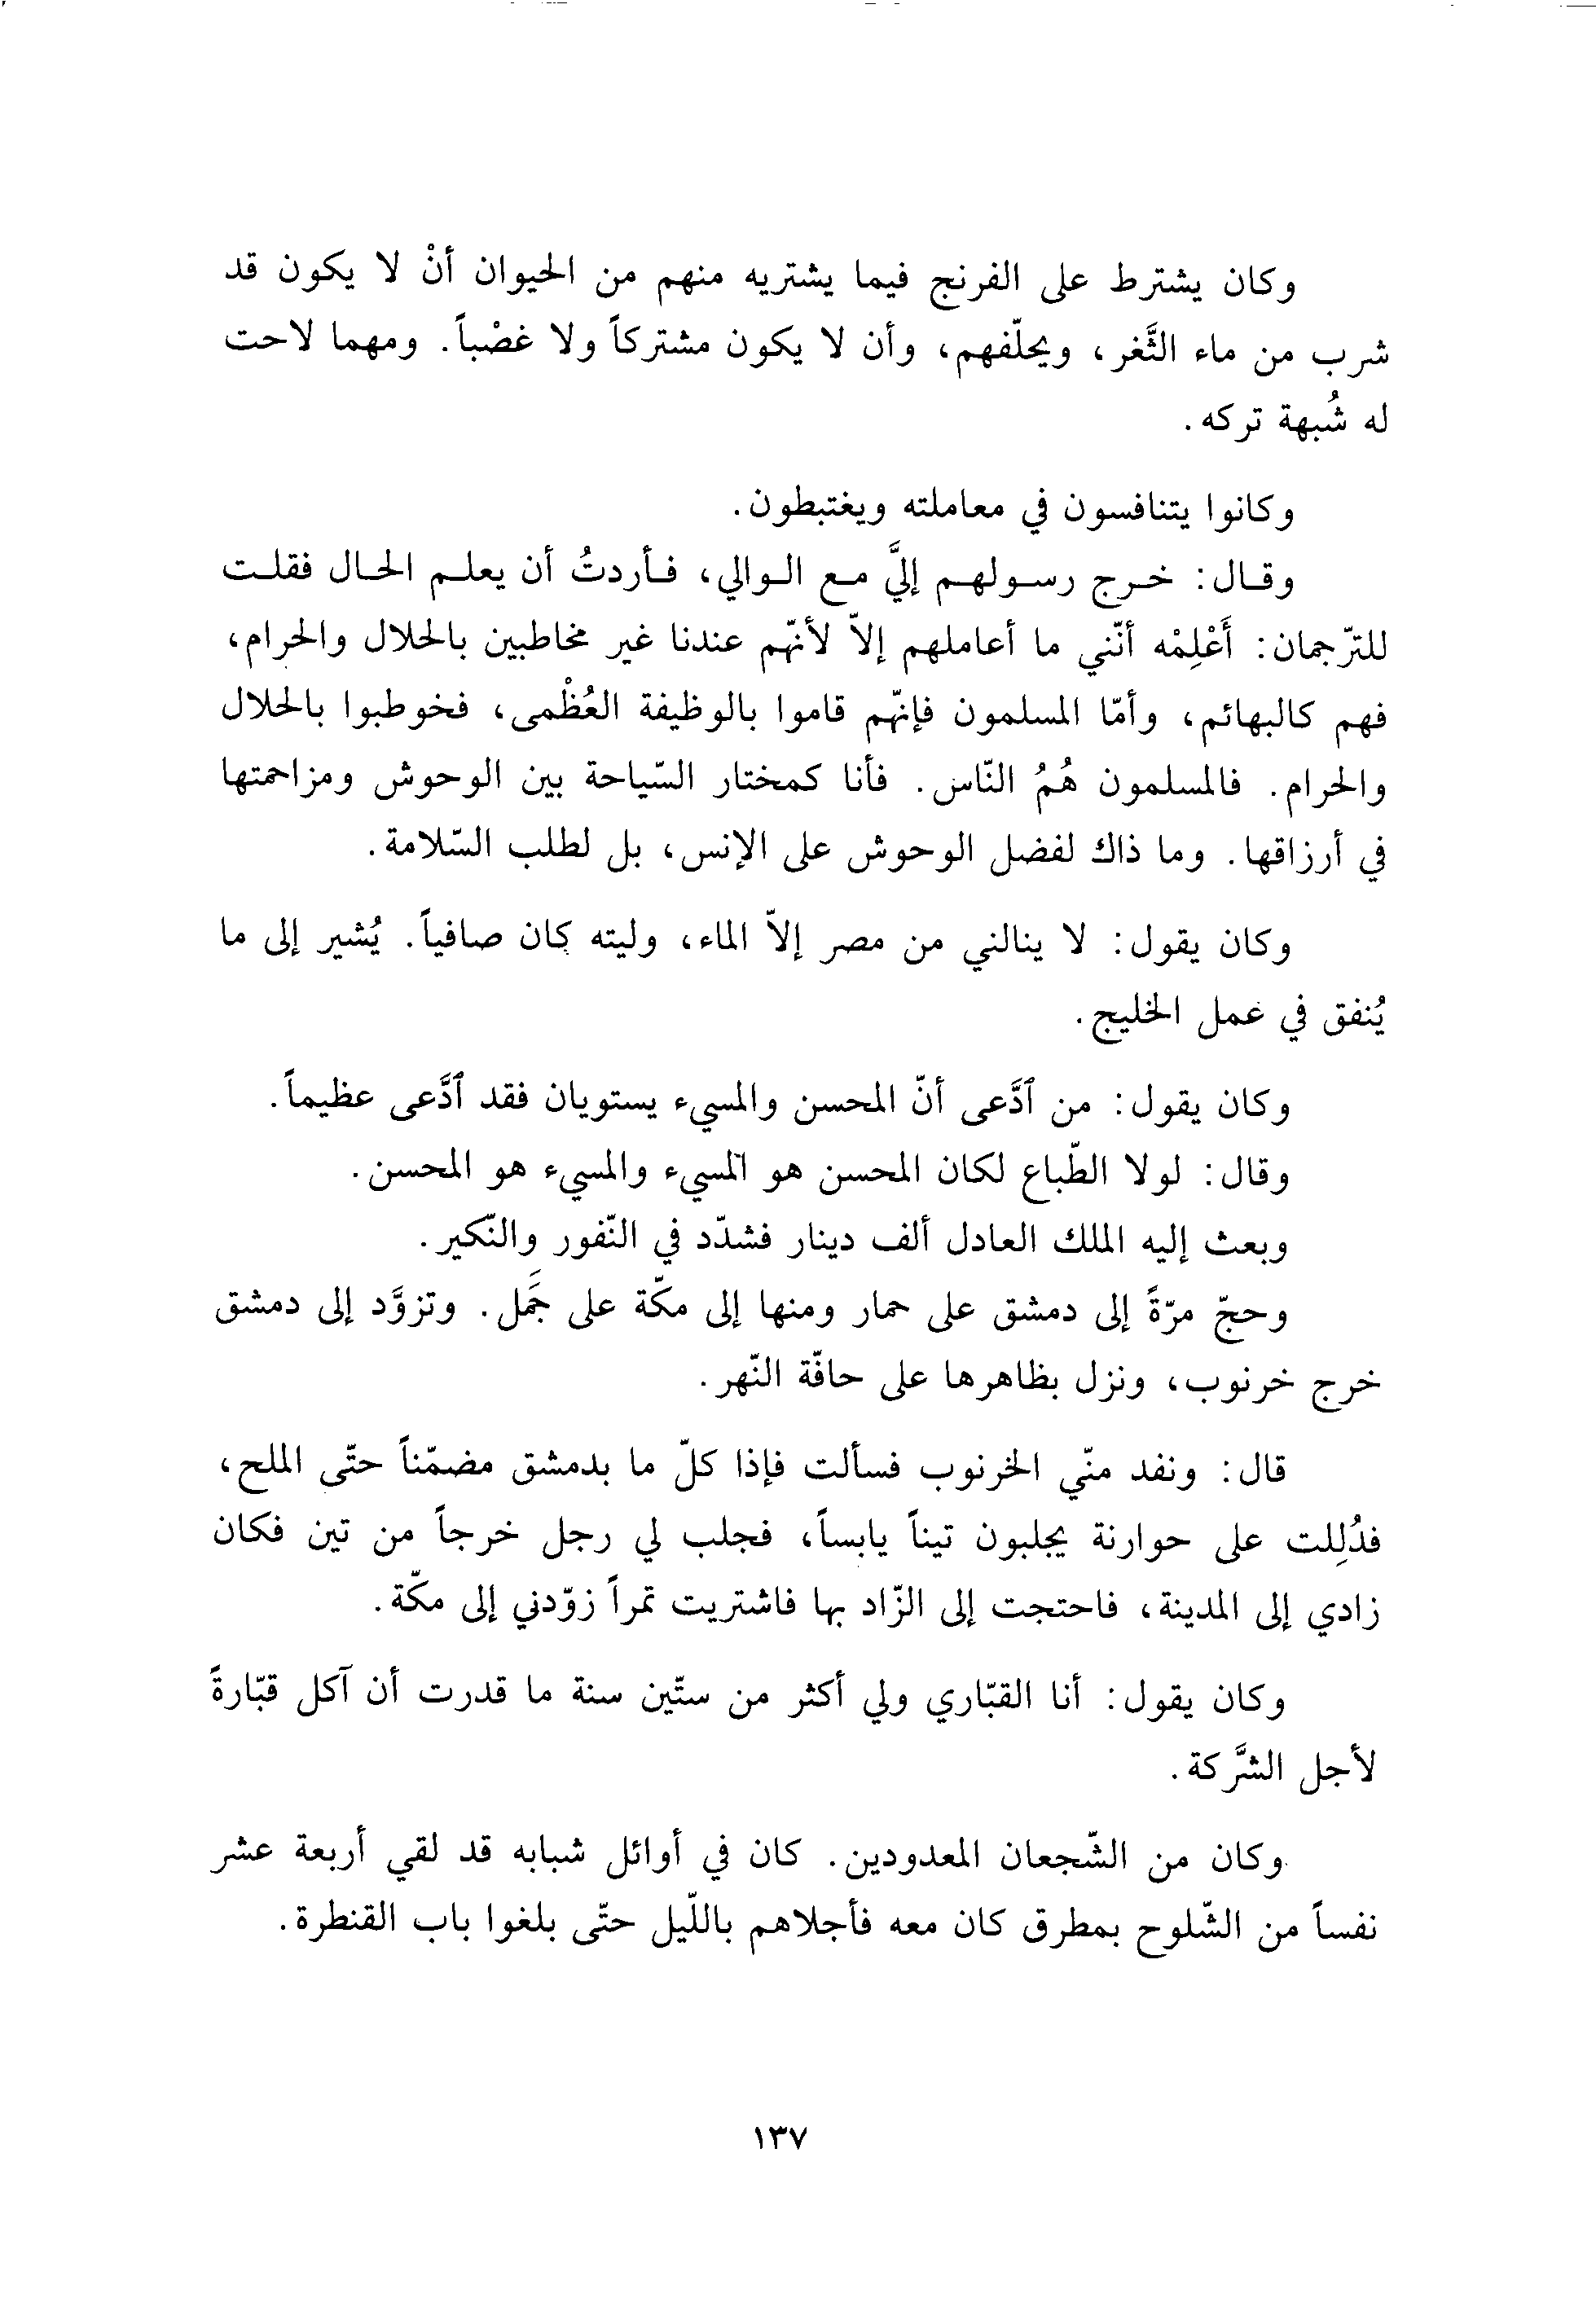 وكان يشترط على الفرنج فيما يشتريه منهم من الحيوان أنْ لا يكون قد
شرب من ماء الثَّغر، ويحلّفهم، وأن لا يكون مشتركاً ولا غصْباً. ومهما لاحت
له شُبهة تركه.
وكانوا يتنافسون في معاملته ويغتبطون.
وقال: خرج رسولهم إليَّ مع الوالي، فأردتُ أن يعلم الحال فقلت
للتّرجمان: أَعْلِمْه أنّني ما أعاملهم إلاّ لأنهّم عندنا غير مخاطبين بالحلال والحرام،
فهم كالبهائم، وأمّا المسلمون فإنهّم قاموا بالوظيفة العُظْمى، فخوطبوا بالحلال
والحرام. فالمسلمون هُمُ النّاس. فأنا كمختار السّياحة بين الوحوش ومزاحمتها
في أرزاقها. وما ذاك لفضل الوحوش على الإنس، بل لطلب السّلامة.
وكان يقول: لا ينالني من مصر إلاّ الماء، وليته كان صافياً. يُشير إلى ما
يُنفق في عمل الخليج.
وكان يقول: من ٱدَّعى أنّ المحسن والمسيء يستويان فقد ٱدَّعى عظيماً.
وقال: لولا الطّباع لكان المحسن هو المسيء والمسيء هو المحسن.
وبعث إليه الملك العادل ألف دينار فشدّد في النّفور والنّكير.
وحجّ مرّةً إلى دمشق على حمار ومنها إلى مكّة على جَمَل. وتزوَّد إلى دمشق
خرج خرنوب، ونزل بظاهرها على حافّة النّهر.
قال: ونفد منّي الخرنوب فسألت فإذا كلّ ما بدمشق مضمّناً حتّى الملح،
فدُلِلت على حوارنة يجلبون تيناً يابساً، فجلب لي رجل خرجاً من تين فكان
زادي إلى المدينة، فاحتجت إلى الزّاد بها فاشتريت تمراً زوّدني إلى مكّة.
وكان يقول: أنا القبّاري ولي أكثر من ستّين سنة ما قدرت أن آكل قبّارةً
لأجل الشَّركة.
وكان من الشّجعان المعدودين. كان في أوائل شبابه قد لقي أربعة عشر
نفساً من الشّلوح بمطرق كان معه فأجلاهم باللّيل حتّى بلغوا باب القنطرة.
١٣٧